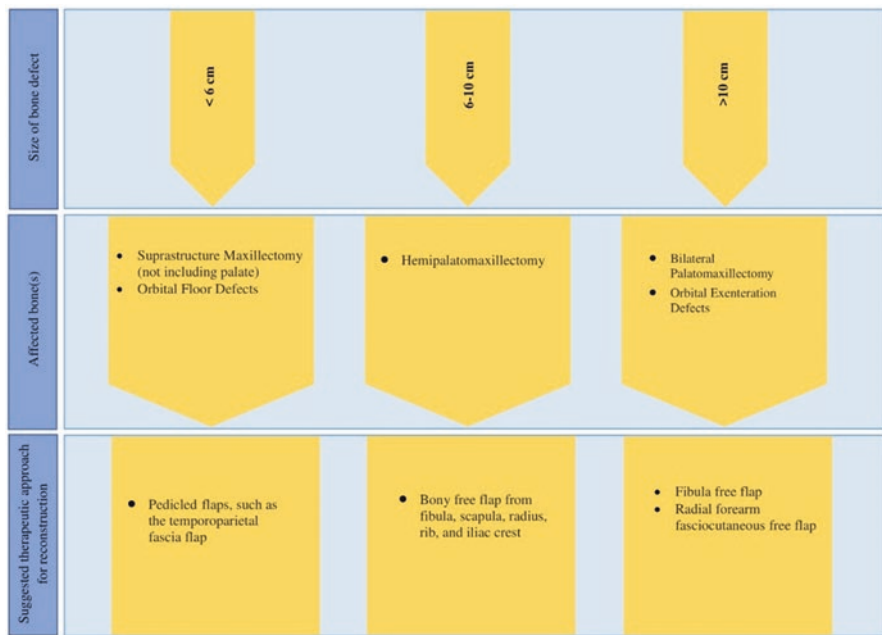 Size of bone defect
< 6 cm
6-10 cm
>10 cm
Affected bone(s)
● Suprastructure Maxillectomy
(not including palate)
● Orbital Floor Defects
● Hemipalatomaxillectomy
● Bilateral
Palatomaxillectomy
● Orbital Exenteration
Defects
Suggested therapeutic approach
for reconstruction
● Pedicled flaps, such as
the temporoparietal
fascia flap
● Bony free flap from
fibula, scapula, radius,
rib, and iliac crest
● Fibula free flap
● Radial forearm
fasciocutaneous free flap